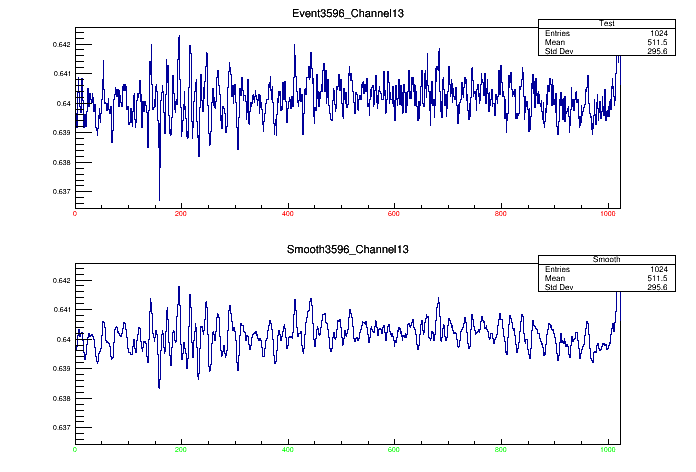 Event3596_Channel13
Test
Entries 1024
Mean 511.5
Std Dev 295.6
0.642
0.641
0.64
0.639
0.638
0.637
0 200 400 600 800 1000
Smooth3596_Channel13
Smooth
Entries 1024
Mean 511.5
Std Dev 295.6
0.642
0.641
0.64
0.639
0.638
0.637
0 200 400 600 800 1000